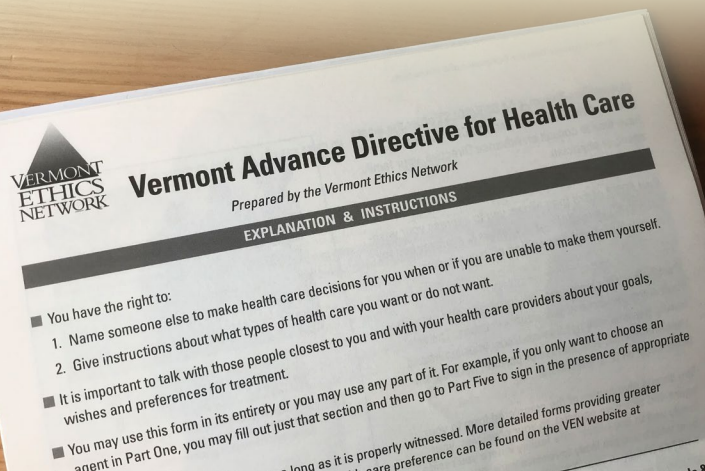 VERMONT
ETHICS
NETWORK
Vermont Advance Directive for Health Care
Prepared by the Vermont Ethics Network
EXPLANATION & INSTRUCTIONS
You have the right to:
1. Name someone else to make health care decisions for you when or if you are unable to make them yourself.
2. Give instructions about what types of health care you want or do not want.
It is important to talk with those people closest to you and with your health care providers about your goals,
wishes and preferences for treatment.
You may use this form in its entirety or you may use any part of it. For example, if you only want to choose an
agent in Part One, you may fill out just that section and then go to Part Five to sign in the presence of appropriate
long as it is properly witnessed. More detailed forms providing greater
care preference can be found on the VEN website at